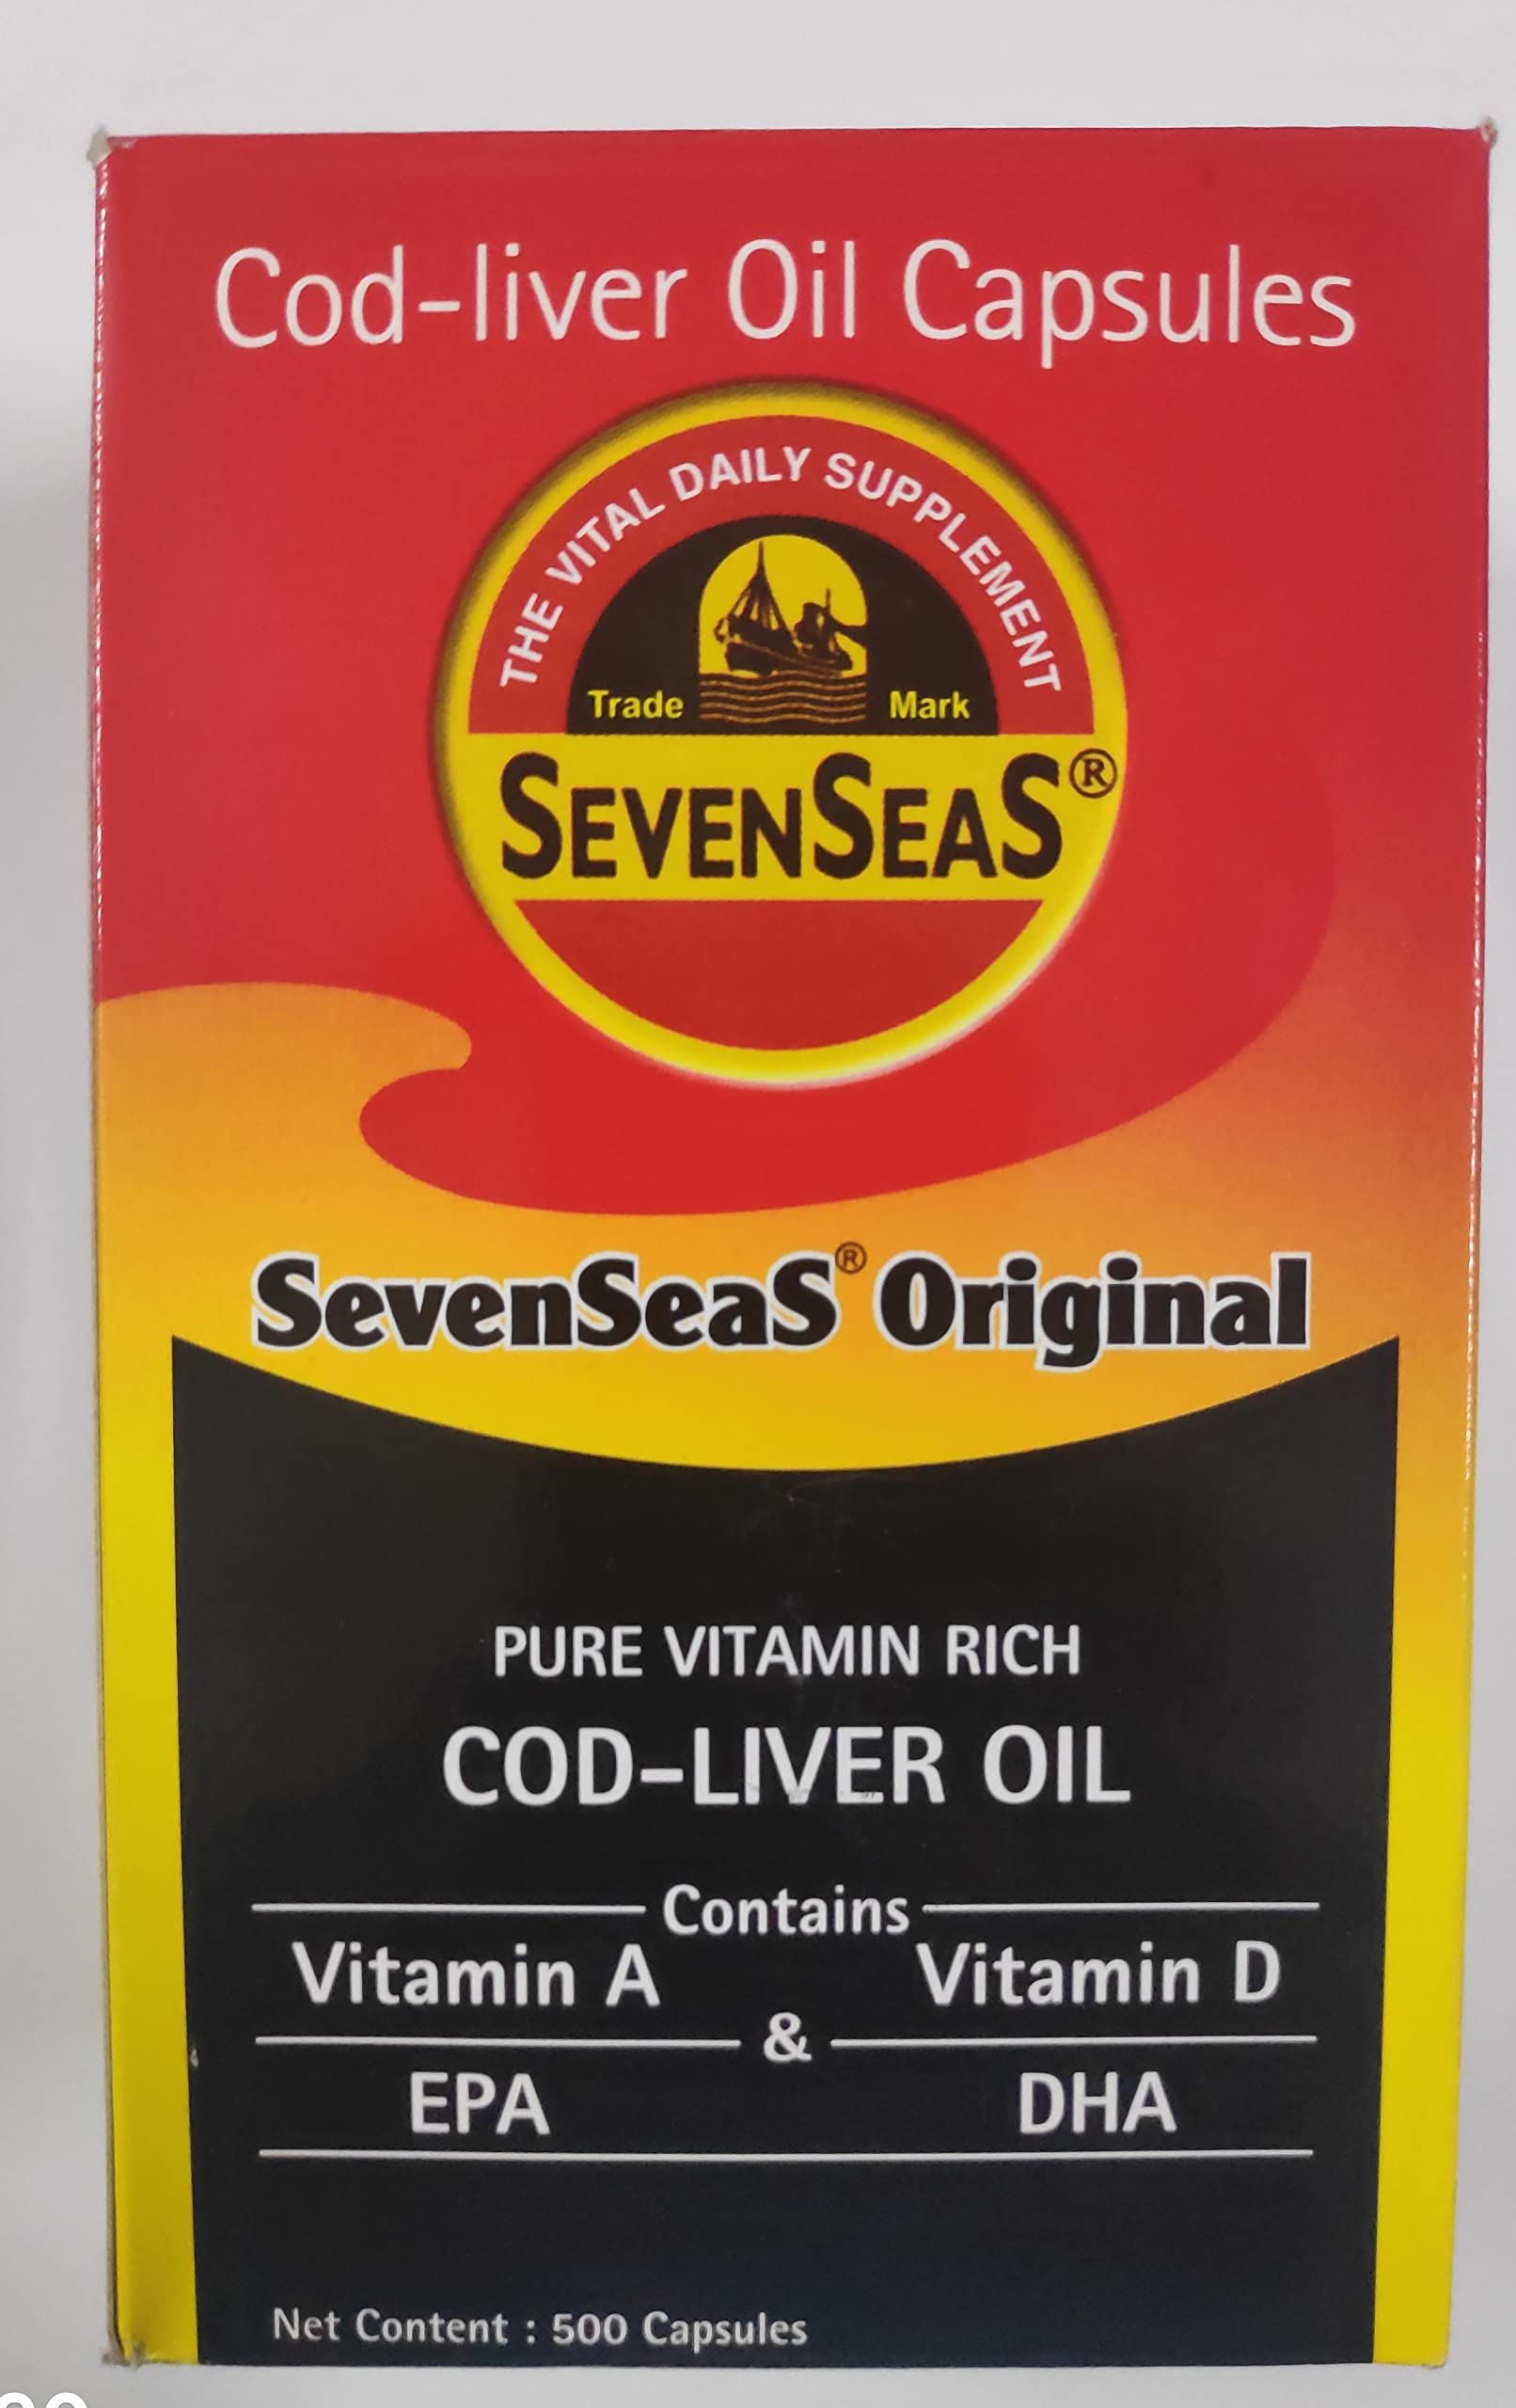 Cod-liver Oil Capsules
THE VITAL DAILY SUPPLEMENT
Trade Mark
SEVENSEAS®
SevenSeaS® Original
PURE VITAMIN RICH
COD-LIVER OIL
Contains
Vitamin A Vitamin D
&
EPA DHA
Net Content : 500 Capsules